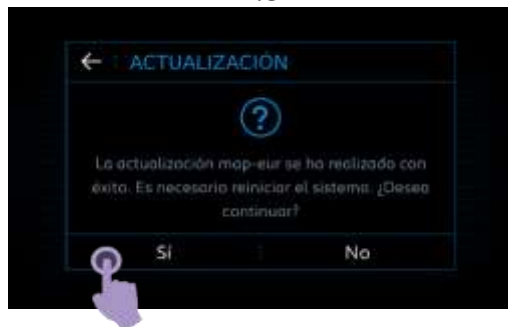 ACTUALIZACIÓN
La actualización map-eur se ha realizado con
éxito. Es necesario reiniciar el sistema. ¿Desea
continuar?
Sí No